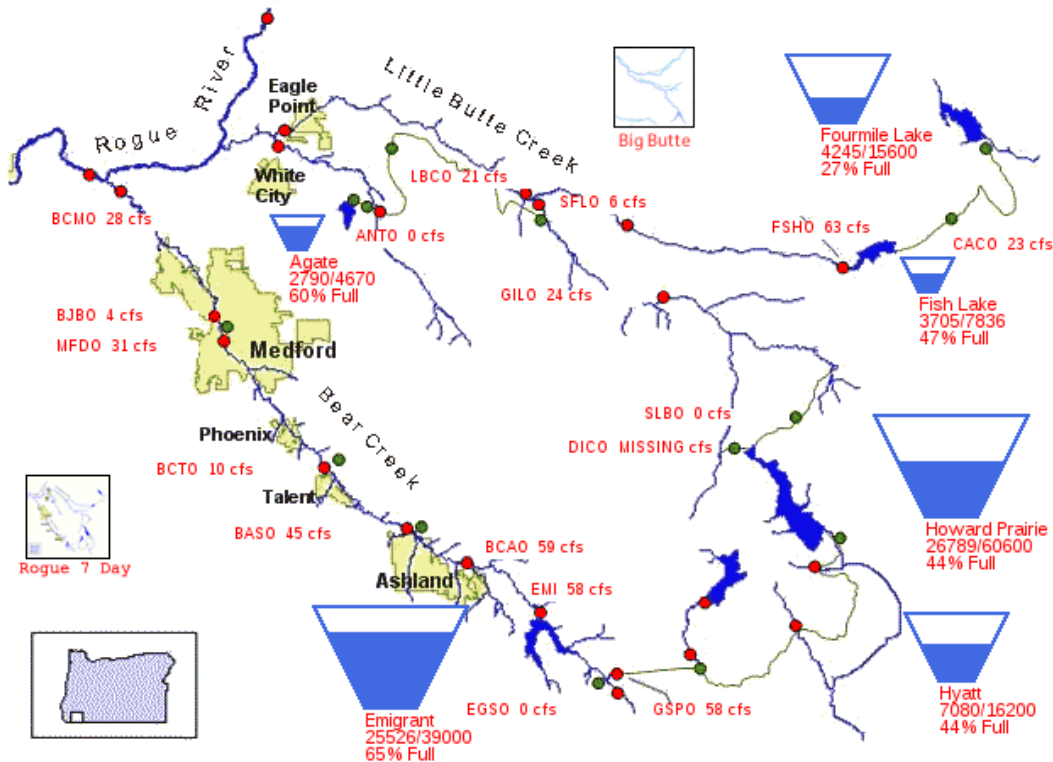 Rogue River
Little Butte Creek
Eagle
Point
White
City
Big Butte
Fourmile Lake
4245/15600
27% Full
LBCO 21 cfs
SFLO 6 cfs
BCMO 28 cfs
ANTO 0 cfs
FSHO 63 cfs
CACO 23 cfs
Agate
2790/4670
60% Full
GILO 24 cfs
Fish Lake
3705/7836
47% Full
BJBO 4 cfs
MFDO 31 cfs
Medford
Bear Creek
SLBO 0 cfs
DICO MISSING cfs
Phoenix
BCTO 10 cfs
Talent
BASO 45 cfs
Howard Prairie
26789/60600
44% Full
Rogue 7 Day
BCAO 59 cfs
Ashland
EMI 58 cfs
Emigrant
25526/39000
65% Full
EGSO 0 cfs
GSPO 58 cfs
Hyatt
7080/16200
44% Full